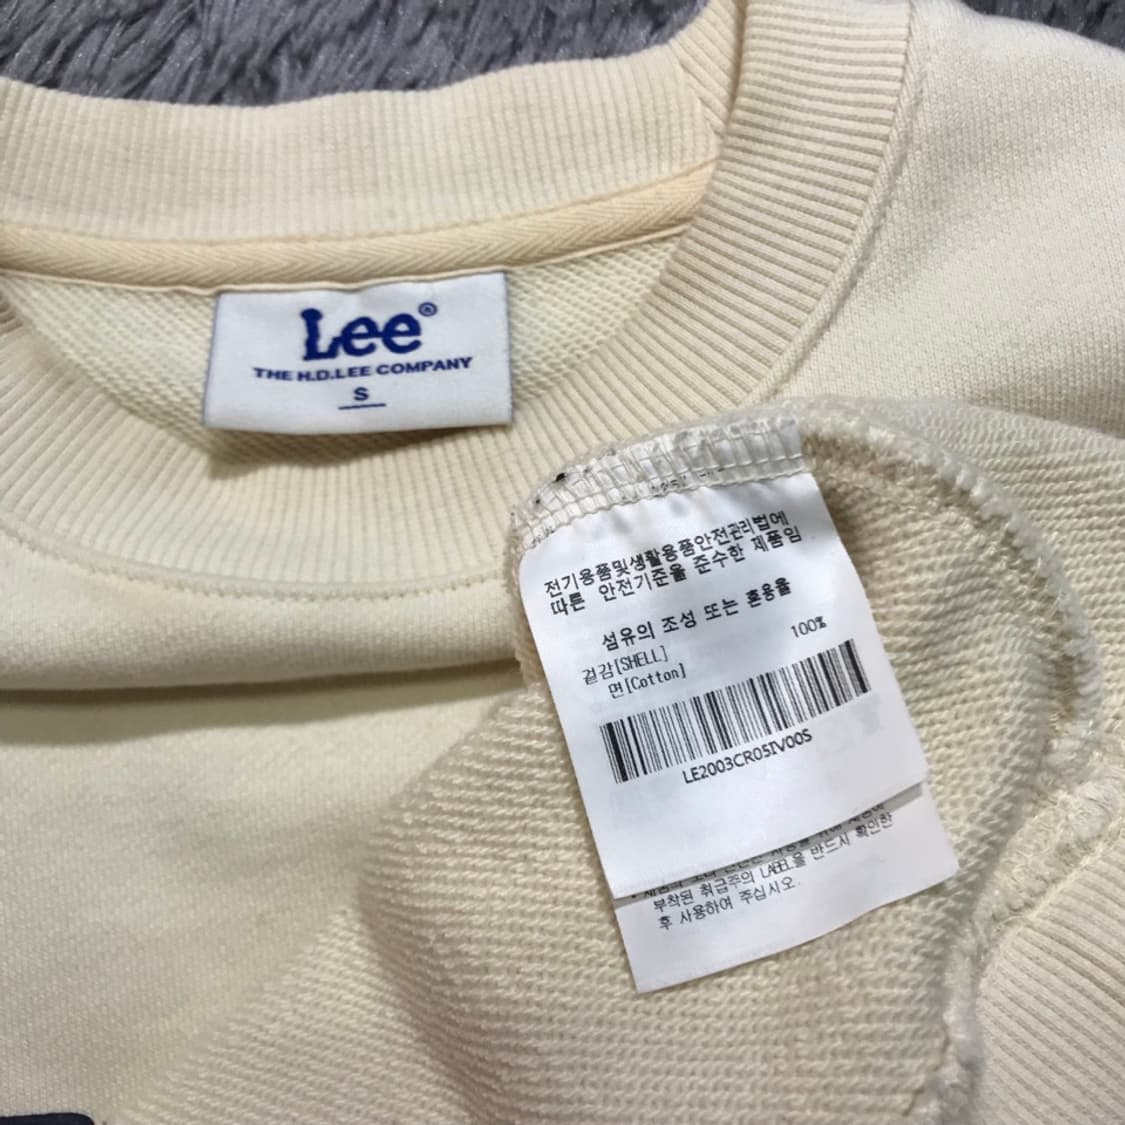 Lee®
THE H.D.LEE COMPANY
S
전기용품및생활용품안전관리법에
따른 안전기준을 준수한 제품임
섬유의 조성 또는 혼용율
100%
겉감[SHELL]
면[Cotton]
LE2003CR05IV00S
부착된 취급주의 LABEL을 반드시 확인한
후 사용하여 주십시오.